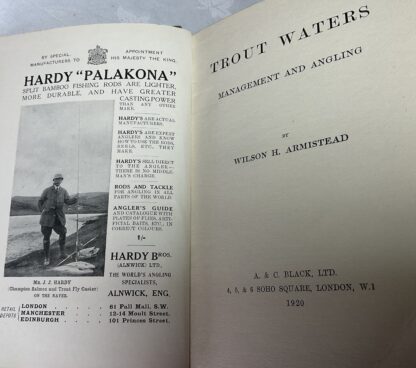 BY SPECIAL APPOINTMENT
MANUFACTURERS TO HIS MAJESTY THE KING.
HARDY "PALAKONA"
SPLIT BAMBOO FISHING RODS ARE LIGHTER,
MORE DURABLE, AND HAVE GREATER
CASTING POWER
THAN ANY OTHER
MAKE.
HARDY'S ARE ACTUAL
MANUFACTURERS.
HARDY'S ARE EXPERT
ANGLERS AND KNOW
HOW TO USE THE RODS,
REELS, ETC., THEY
MAKE.
HARDY'S SELL DIRECT
TO THE ANGLER—
THERE IS NO MIDDLE-
MAN'S CHARGE.
RODS AND TACKLE
FOR ANGLING IN ALL
PARTS OF THE WORLD.
ANGLER'S GUIDE
AND CATALOGUE WITH
PLATES OF FLIES, ARTI-
FICIAL BAITS, ETC., IN
CORRECT COLOURS.
1/-
HARDY BROS.
(ALNWICK) LTD.,
THE WORLD'S ANGLING
SPECIALISTS,
ALNWICK, ENG.
MR. J. J. HARDY
(Champion Salmon and Trout Fly Caster)
ON THE NAVER.
RETAIL DEPOTS
LONDON - - - 61 Pall Mall, S.W.
MANCHESTER - - 12-14 Moult Street.
EDINBURGH - - - 101 Princes Street.
TROUT WATERS
MANAGEMENT AND ANGLING
BY
WILSON H. ARMISTEAD
A. & C. BLACK, LTD.
4, 5, & 6 SOHO SQUARE, LONDON, W.1
1920